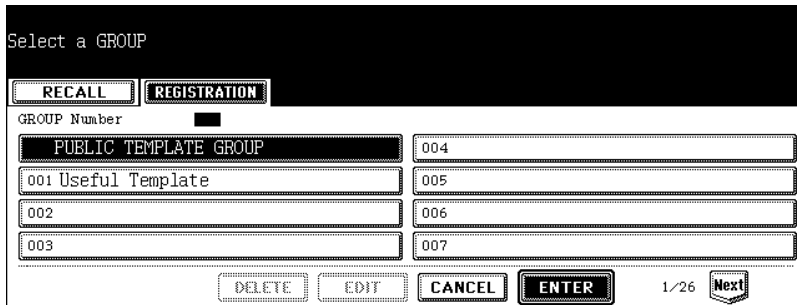 Select a GROUP
RECALL REGISTRATION
GROUP Number
PUBLIC TEMPLATE GROUP 004
001 Useful Template 005
002 006
003 007
DELETE EDIT CANCEL ENTER 1/26 Next